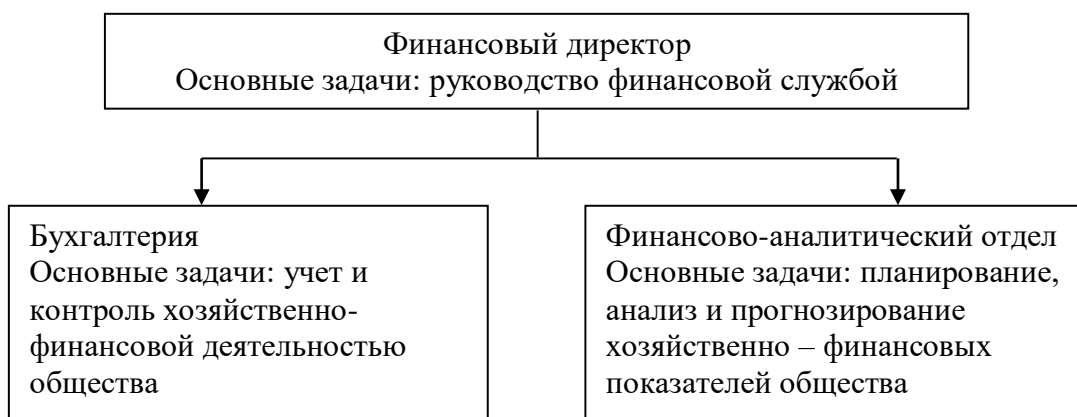 Финансовый директор
Основные задачи: руководство финансовой службой
Бухгалтерия
Основные задачи: учет и
контроль хозяйственно-
финансовой деятельностью
общества
Финансово-аналитический отдел
Основные задачи: планирование,
анализ и прогнозирование
хозяйственно – финансовых
показателей общества